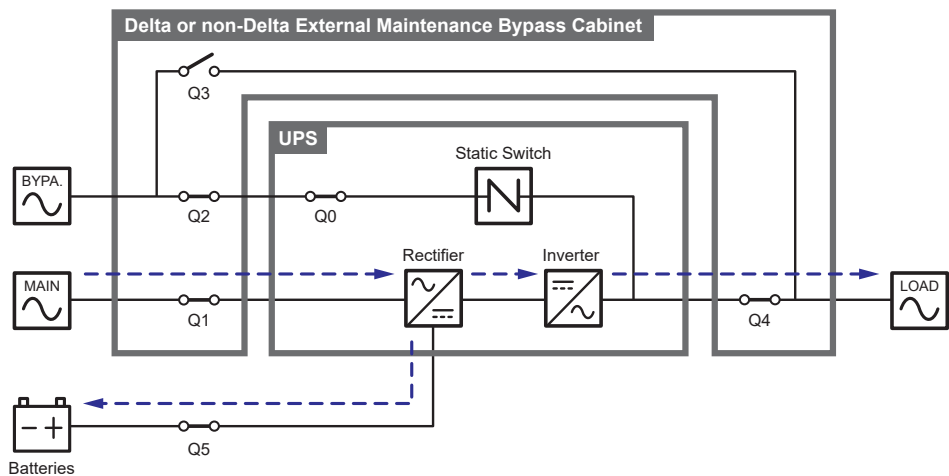 Delta or non-Delta External Maintenance Bypass Cabinet
Q3
UPS
Static Switch
BYPA.
Q2
Q0
Rectifier
Inverter
MAIN
LOAD
Q1
Q4
Q5
Batteries